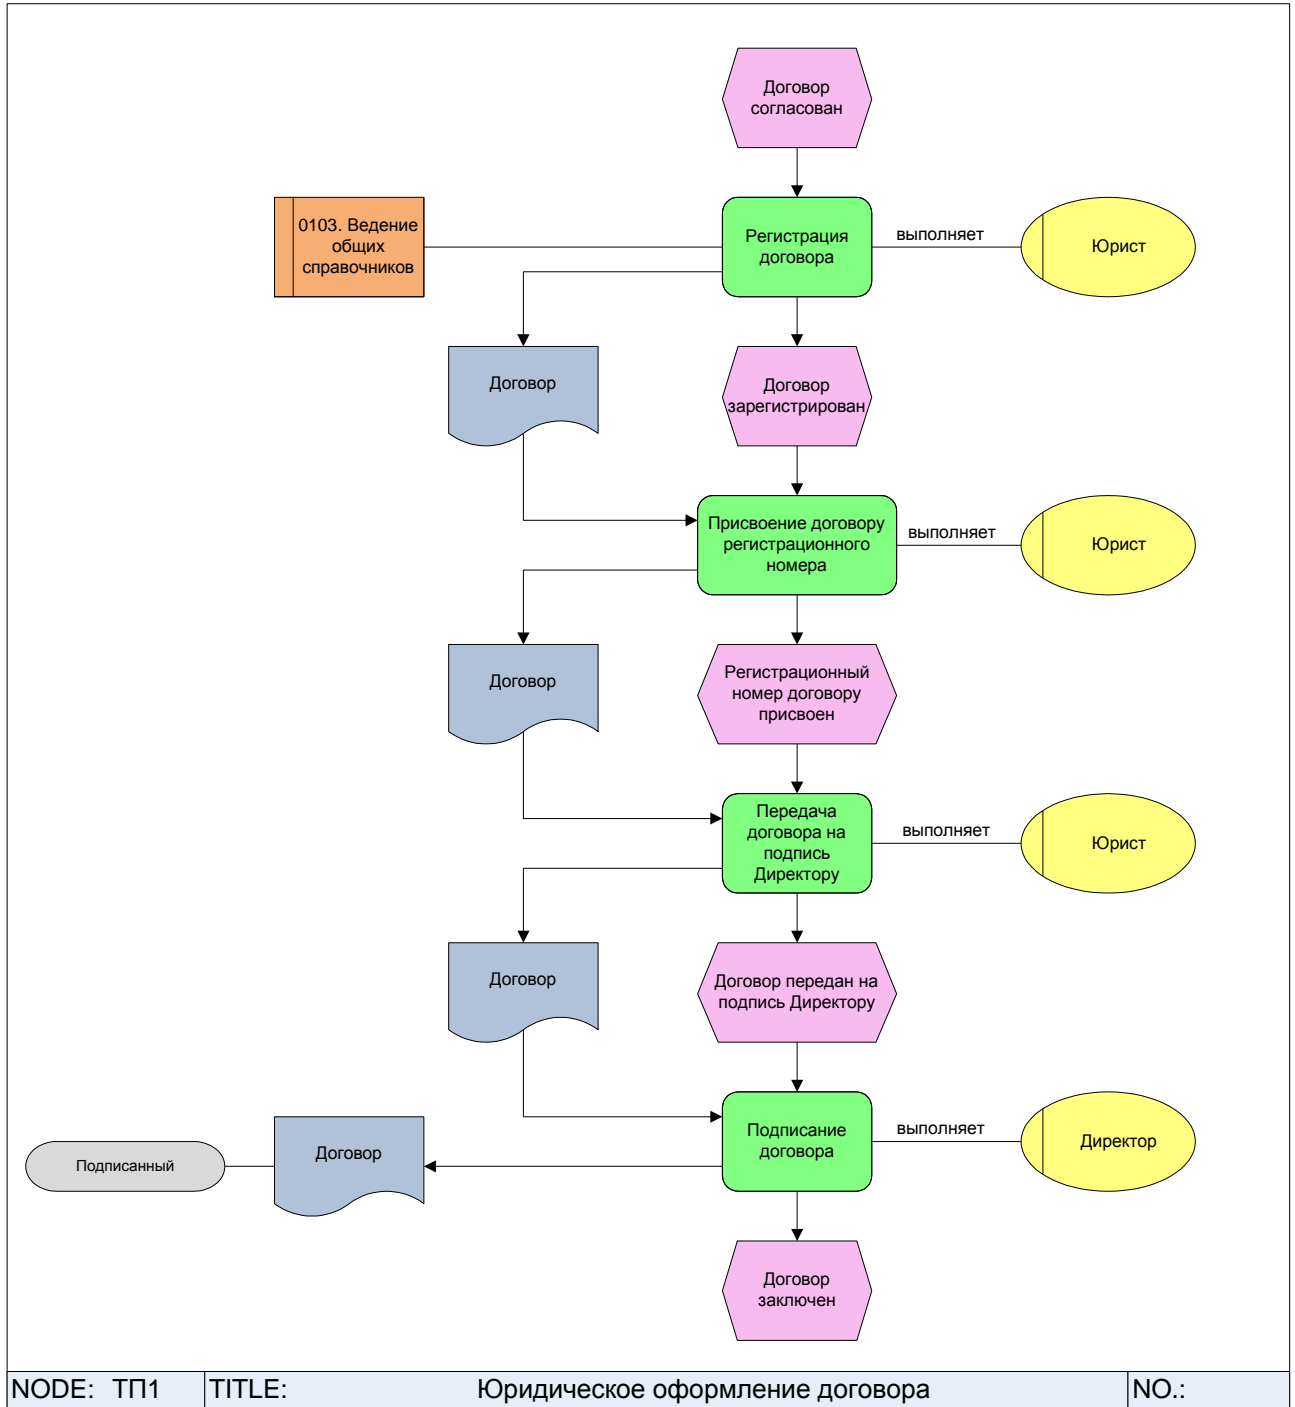 Договор
согласован
0103. Ведение
общих
справочников
Регистрация
договора
выполняет
Юрист
Договор
Договор
зарегистрирован
Присвоение договору
регистрационного
номера
выполняет
Юрист
Договор
Регистрационный
номер договору
присвоен
Передача
договора на
подпись
Директору
выполняет
Юрист
Договор
Договор передан на
подпись Директору
Подписанный
Договор
Подписание
договора
выполняет
Директор
Договор
заключен
NODE: ТП1 TITLE: Юридическое оформление договора NO.: